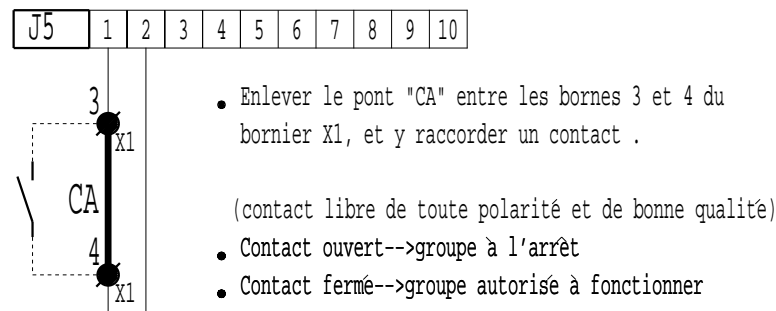 J5 1 2 3 4 5 6 7 8 9 10
3
X1
CA
4
X1
• Enlever le pont "CA" entre les bornes 3 et 4 du
bornier X1, et y raccorder un contact .
(contact libre de toute polarité et de bonne qualité)
• Contact ouvert-->groupe à l'arrêt
• Contact fermé-->groupe autorisé à fonctionner